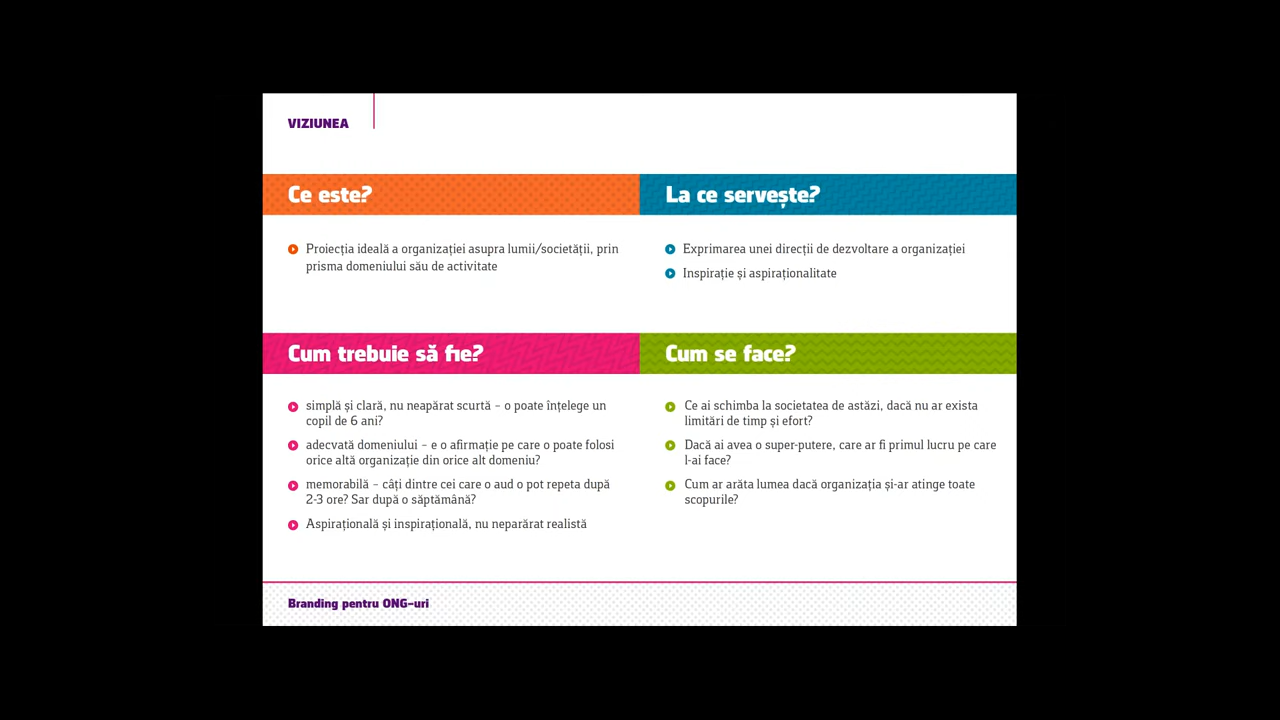 VIZIUNEA
Ce este?
Proiecția ideală a organizației asupra lumii/societății, prin
prisma domeniului său de activitate
La ce servește?
Exprimarea unei direcții de dezvoltare a organizației
Inspirație și aspiraționalitate
Cum trebuie să fie?
simplă și clară, nu neapărat scurtă – o poate înțelege un
copil de 6 ani?
adecvată domeniului – e o afirmație pe care o poate folosi
orice altă organizație din orice alt domeniu?
memorabilă – câți dintre cei care o aud o pot repeta după
2-3 ore? Sar după o săptămână?
Aspirațională și inspirațională, nu neparărat realistă
Cum se face?
Ce ai schimba la societatea de astăzi, dacă nu ar exista
limitări de timp și efort?
Dacă ai avea o super-putere, care ar fi primul lucru pe care
l-ai face?
Cum ar arăta lumea dacă organizația și-ar atinge toate
scopurile?
Branding pentru ONG-uri